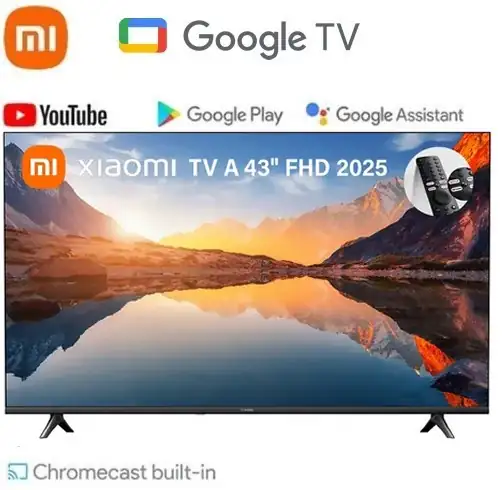 mi
Google TV
YouTube
Google Play
Google Assistant
mi xiaomi TV A 43" FHD 2025
Chromecast built-in